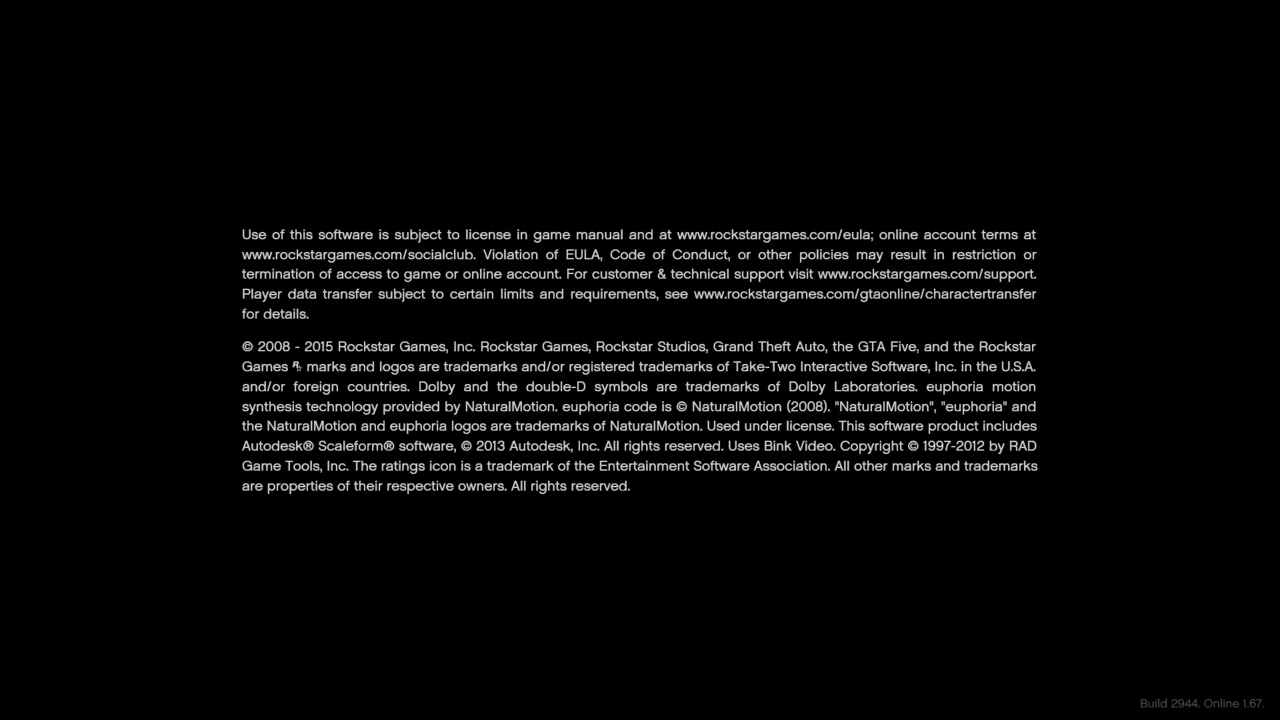 Use of this software is subject to license in game manual and at www.rockstargames.com/eula; online account terms at
www.rockstargames.com/socialclub. Violation of EULA, Code of Conduct, or other policies may result in restriction or
termination of access to game or online account. For customer & technical support visit www.rockstargames.com/support.
Player data transfer subject to certain limits and requirements, see www.rockstargames.com/gtaonline/charactertransfer
for details.
© 2008 - 2015 Rockstar Games, Inc. Rockstar Games, Rockstar Studios, Grand Theft Auto, the GTA Five, and the Rockstar
Games R* marks and logos are trademarks and/or registered trademarks of Take-Two Interactive Software, Inc. in the U.S.A.
and/or foreign countries. Dolby and the double-D symbols are trademarks of Dolby Laboratories. euphoria motion
synthesis technology provided by NaturalMotion. euphoria code is © NaturalMotion (2008). "NaturalMotion", "euphoria" and
the NaturalMotion and euphoria logos are trademarks of NaturalMotion. Used under license. This software product includes
Autodesk® Scaleform® software, © 2013 Autodesk, Inc. All rights reserved. Uses Bink Video. Copyright © 1997-2012 by RAD
Game Tools, Inc. The ratings icon is a trademark of the Entertainment Software Association. All other marks and trademarks
are properties of their respective owners. All rights reserved.
Build 2944. Online 1.67.